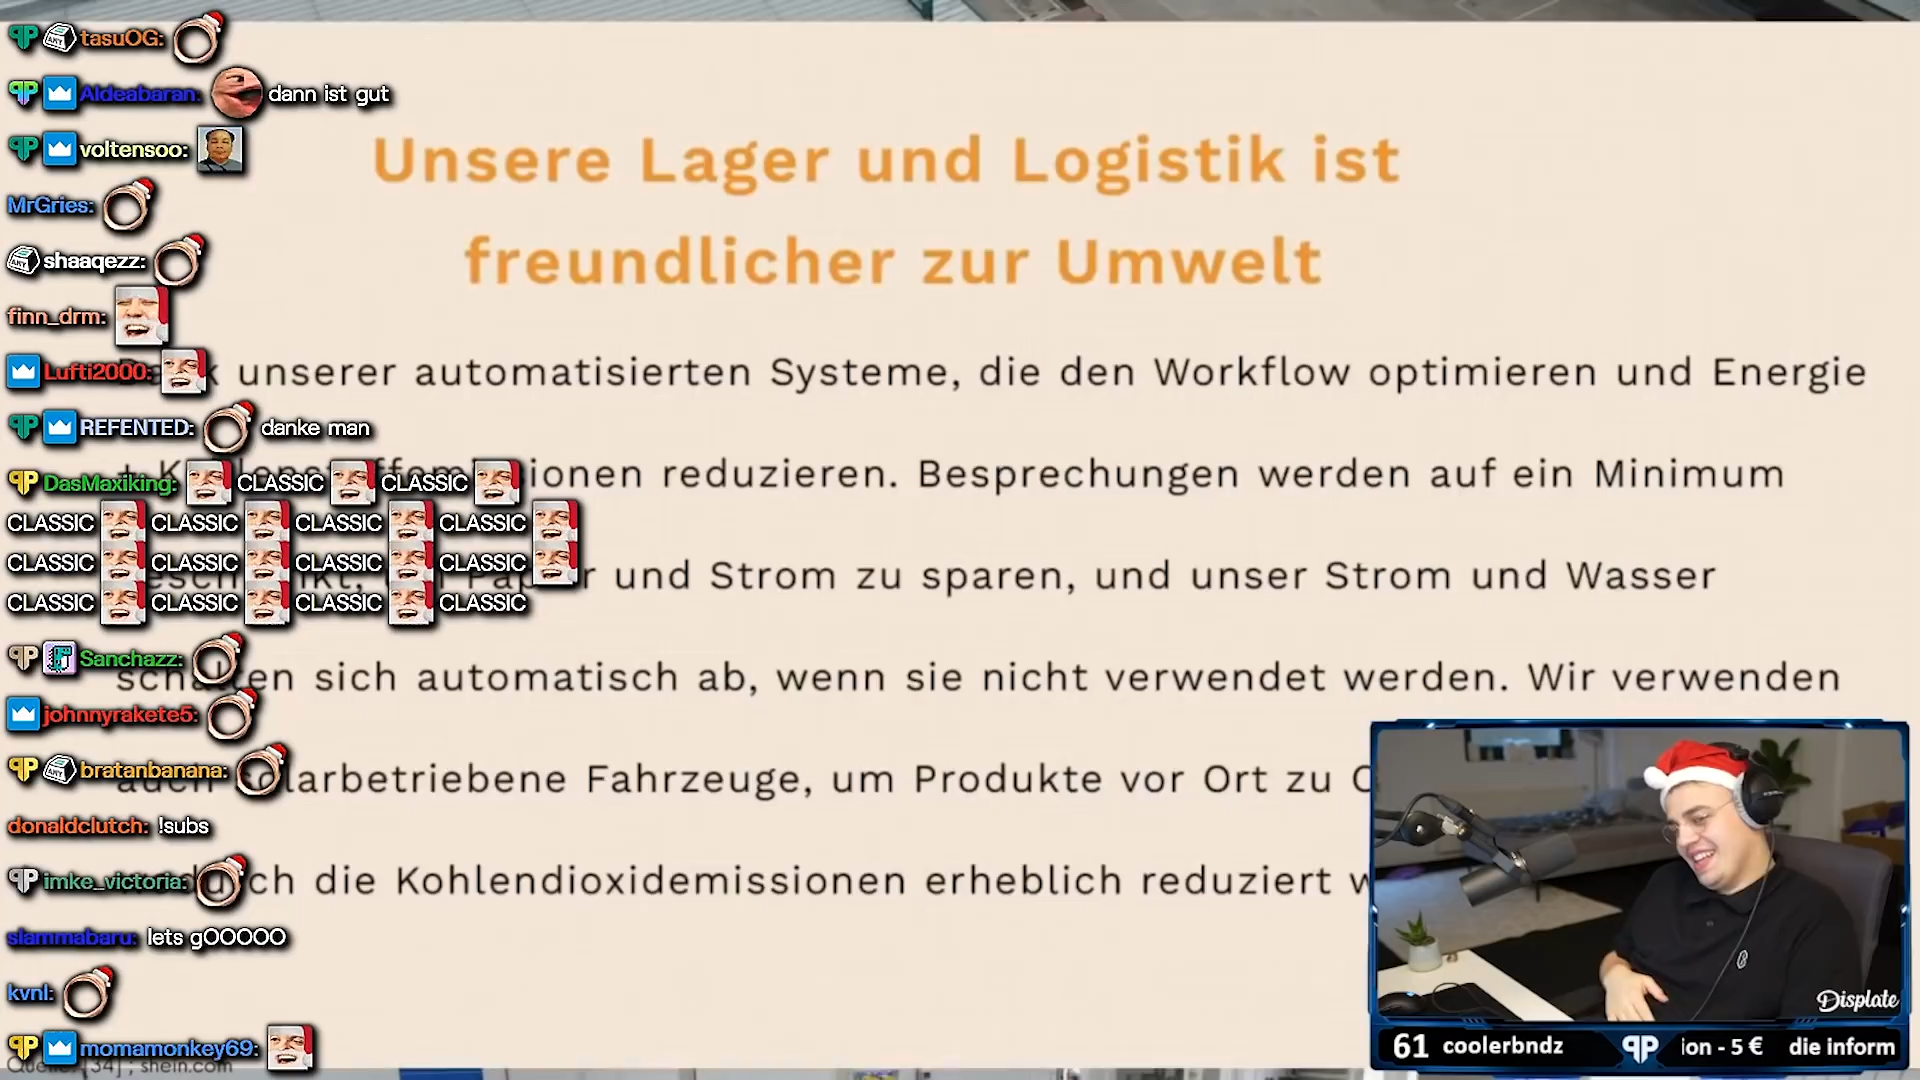 tasuOG:
Aldeabaran: dann ist gut
voltensoo:
MrGries:
shaaqezz:
finn_drm:
Lufti2000:
REFENTED: danke man
DasMaxiking: CLASSIC CLASSIC
CLASSIC CLASSIC CLASSIC CLASSIC
CLASSIC CLASSIC CLASSIC CLASSIC
CLASSIC CLASSIC CLASSIC CLASSIC
Sanchazz:
johnnyrakete5:
bratanbanana:
donaldclutch: !subs
imke_victoria:
slammabaru: lets gOOOOO
kvnl:
momamonkey69:
Unsere Lager und Logistik ist
freundlicher zur Umwelt
unserer automatisierten Systeme, die den Workflow optimieren und Energie
reduzieren. Besprechungen werden auf ein Minimum
und Strom zu sparen, und unser Strom und Wasser
sich automatisch ab, wenn sie nicht verwendet werden. Wir verwenden
Fahrzeuge, um Produkte vor Ort zu
die Kohlendioxidemissionen erheblich reduziert
Quelle: [34] ; shein.com
Displate
61 coolerbndz PP ion - 5 € die inform